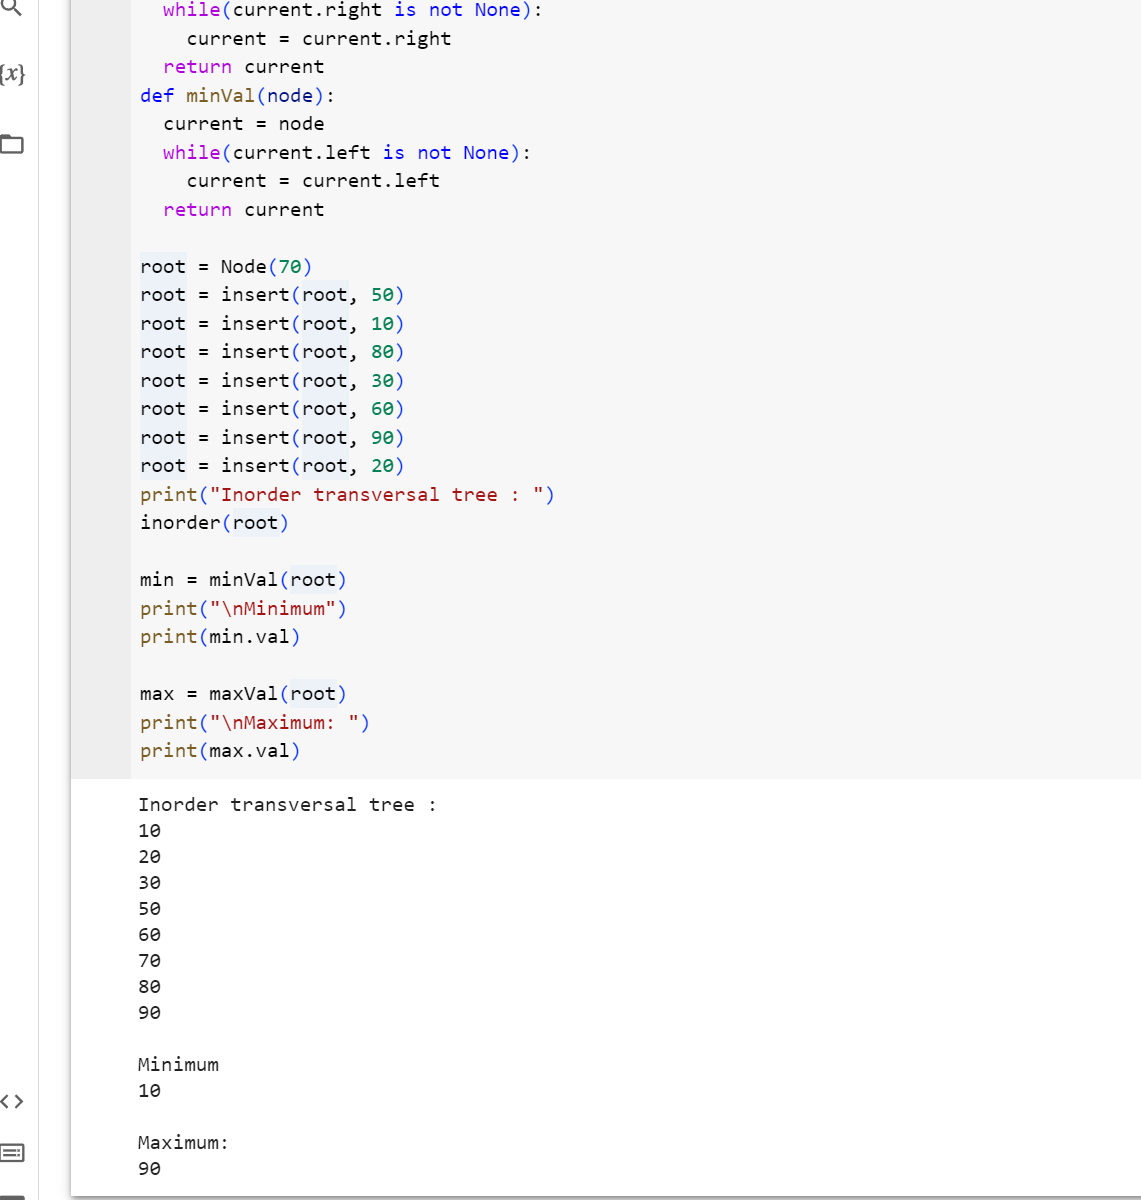 while(current.right is not None):
current = current.right
return current
{x}
def minVal(node):
current = node
while(current.left is not None):
current = current.left
return current
root = Node(70)
root = insert(root, 50)
root = insert(root, 10)
root = insert(root, 80)
root = insert(root, 30)
root = insert(root, 60)
root = insert(root, 90)
root = insert(root, 20)
print("Inorder transversal tree : ")
inorder(root)
min = minVal(root)
print("\nMinimum")
print(min.val)
max = maxVal(root)
print("\nMaximum: ")
print(max.val)
Inorder transversal tree :
10
20
30
50
60
70
80
90
Minimum
10
Maximum:
90